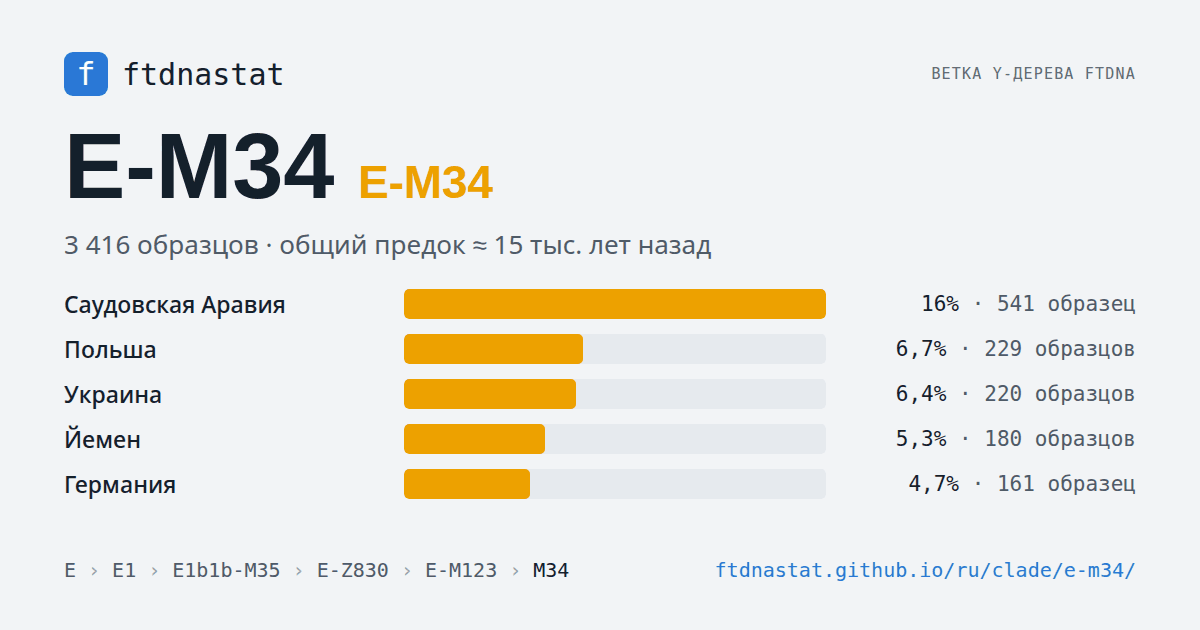 f ftdnastat
ВЕТКА Y-ДЕРЕВА FTDNA
E-M34 E-M34
3 416 образцов · общий предок ≈ 15 тыс. лет назад
Саудовская Аравия 16% · 541 образец
Польша 6,7% · 229 образцов
Украина 6,4% · 220 образцов
Йемен 5,3% · 180 образцов
Германия 4,7% · 161 образец
E › E1 › E1b1b-M35 › E-Z830 › E-M123 › M34
ftdnastat.github.io/ru/clade/e-m34/